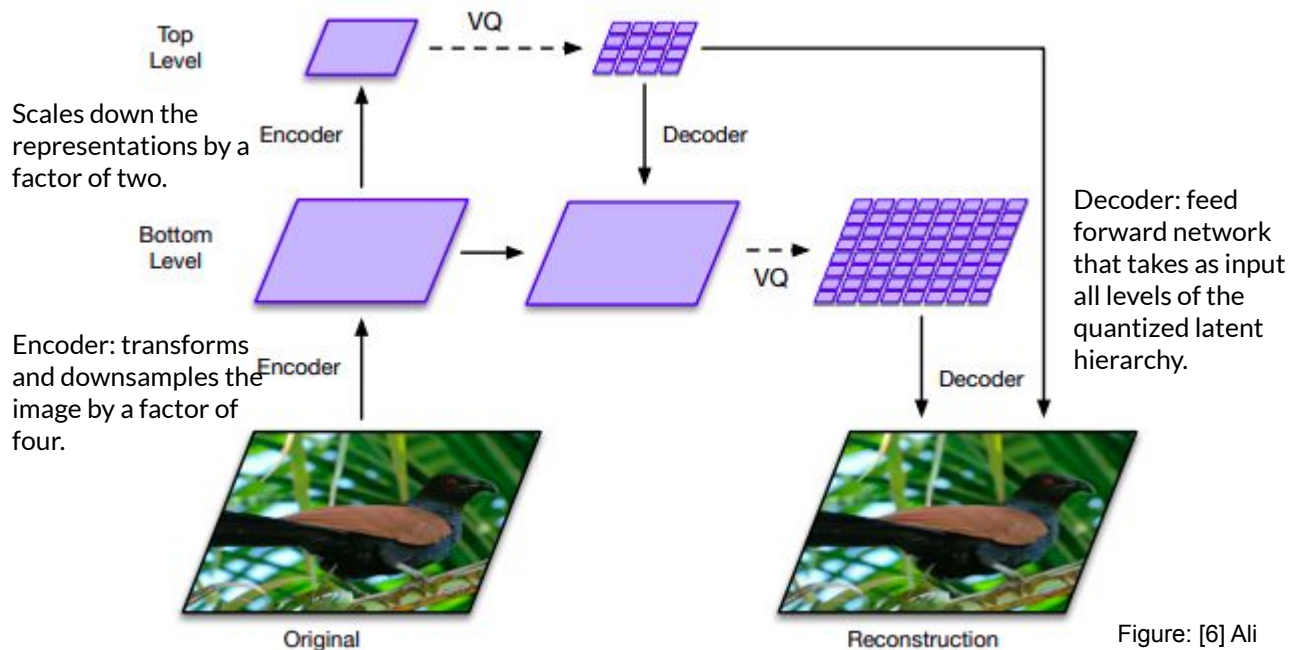 Top
Level
VQ
Scales down the
representations by a
factor of two.
Encoder
Decoder
Bottom
Level
VQ
Decoder: feed
forward network
that takes as input
all levels of the
quantized latent
hierarchy.
Encoder: transforms
and downsamples the
image by a factor of
four.
Encoder
Decoder
Original
Reconstruction
Figure: [6] Ali